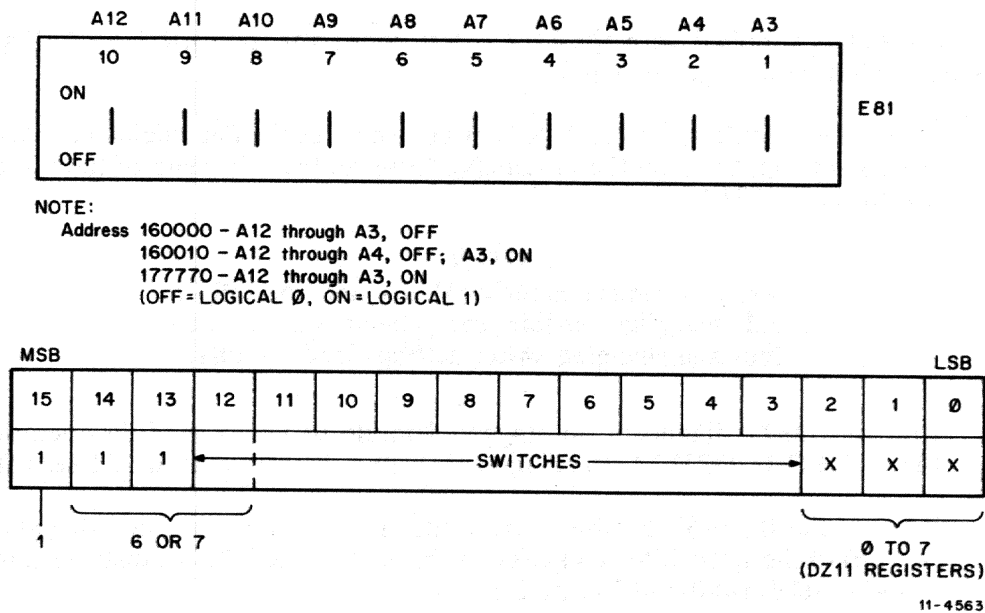 A12 A11 A10 A9 A8 A7 A6 A5 A4 A3
10 9 8 7 6 5 4 3 2 1
ON
E81
OFF
NOTE:
Address 160000 - A12 through A3, OFF
160010 - A12 through A4, OFF; A3, ON
177770 - A12 through A3, ON
(OFF = LOGICAL Ø, ON = LOGICAL 1)
MSB LSB
15 14 13 12 11 10 9 8 7 6 5 4 3 2 1 Ø
1 1 1 SWITCHES X X X
1 6 OR 7 Ø TO 7
(DZ11 REGISTERS)
11-4563